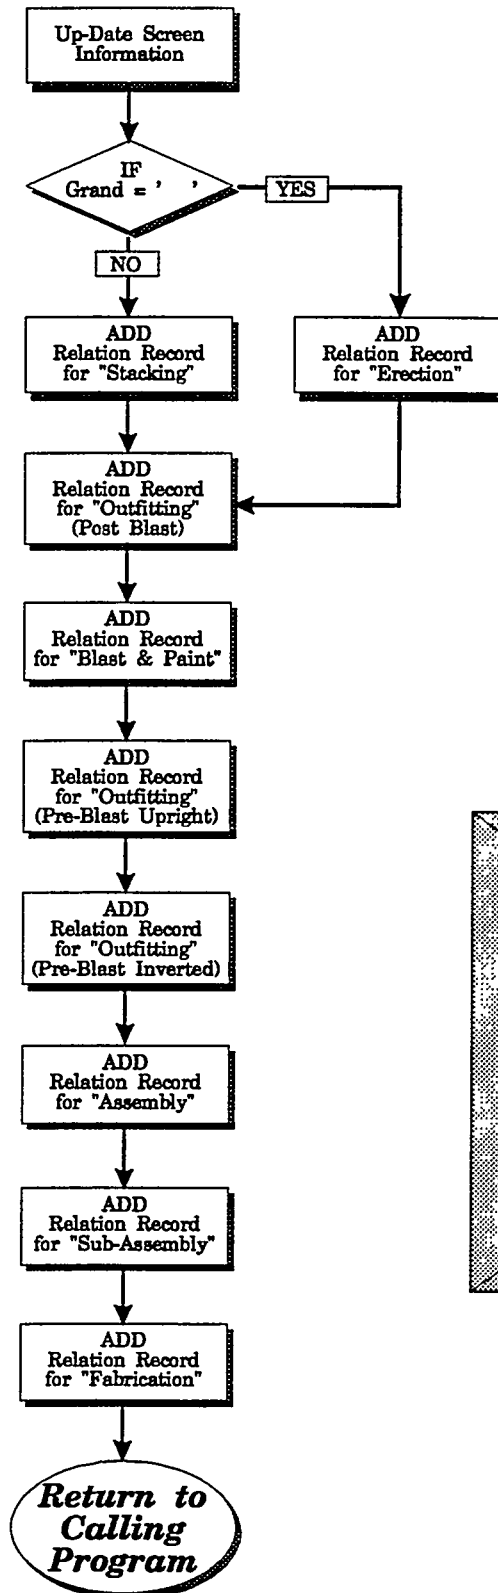 Up-Date Screen
Information
IF
Grand = '   '
YES
NO
ADD
Relation Record
for "Stacking"
ADD
Relation Record
for "Erection"
ADD
Relation Record
for "Outfitting"
(Post Blast)
ADD
Relation Record
for "Blast & Paint"
ADD
Relation Record
for "Outfitting"
(Pre-Blast Upright)
ADD
Relation Record
for "Outfitting"
(Pre-Blast Inverted)
ADD
Relation Record
for "Assembly"
ADD
Relation Record
for "Sub-Assembly"
ADD
Relation Record
for "Fabrication"
Return to
Calling
Program